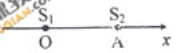 S₁ S₂
O A x